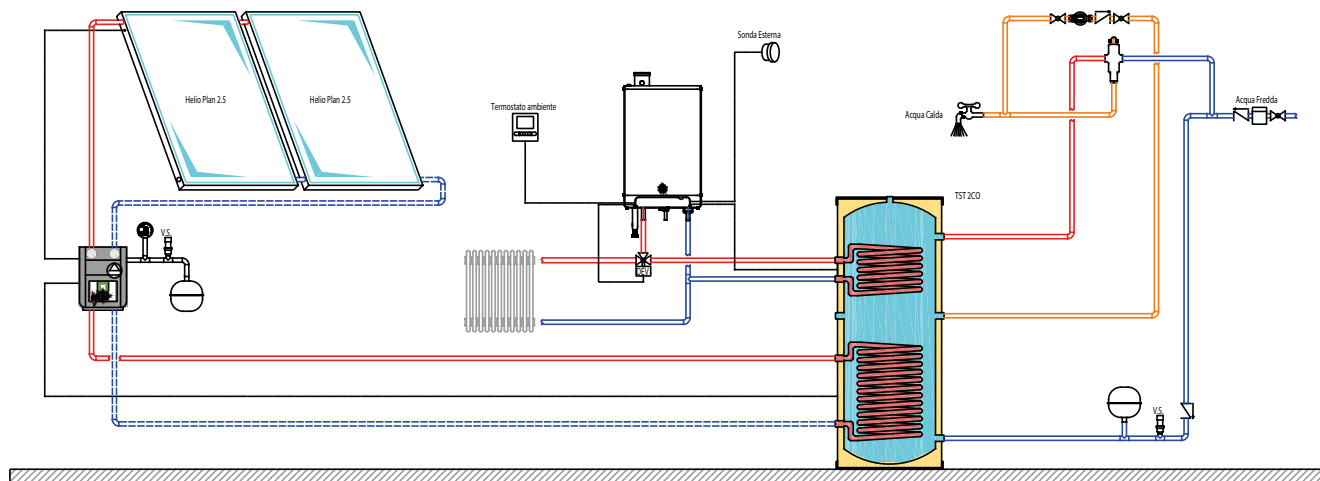 Sonda Esterna
Helio Plan 2.5
Helio Plan 2.5
Termostato ambiente
Acqua Fredda
Acqua Calda
TST 2CO
V.S.
DEV
V.S.